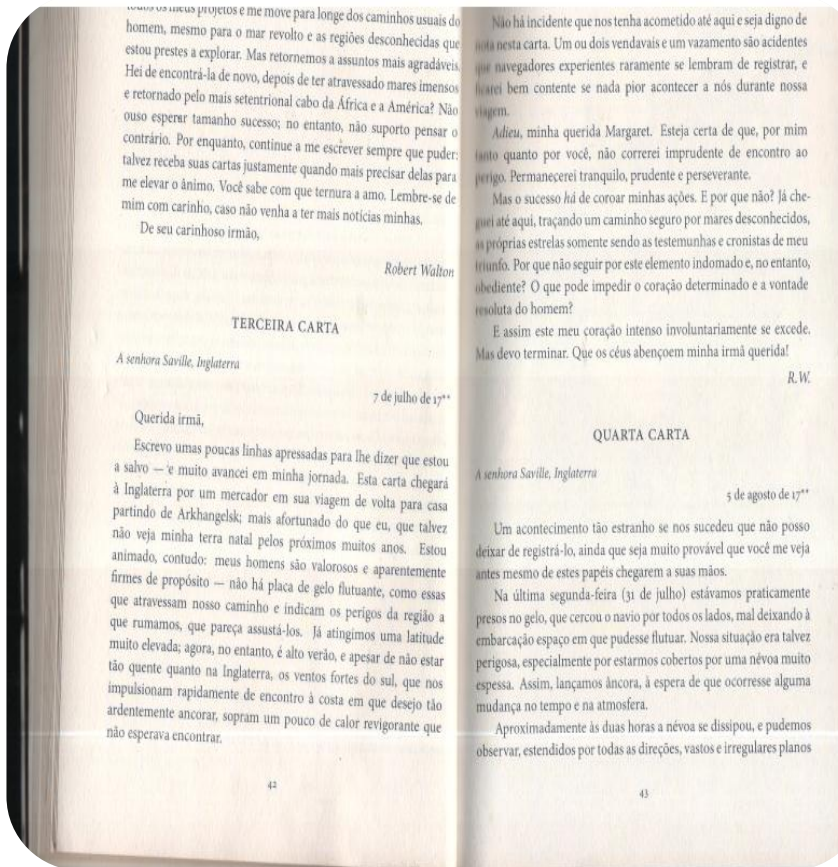 os meus projetos e me move para longe dos caminhos usuais do
homem, mesmo para o mar revolto e as regiões desconhecidas que
estou prestes a explorar. Mas retornemos a assuntos mais agradáveis.
Hei de encontrá-la de novo, depois de ter atravessado mares imensos
e retornado pelo mais setentrional cabo da África e a América? Não
ouso esperar tamanho sucesso; no entanto, não suporto pensar o
contrário. Por enquanto, continue a me escrever sempre que puder:
talvez receba suas cartas justamente quando mais precisar delas para
me elevar o ânimo. Você sabe com que ternura a amo. Lembre-se de
mim com carinho, caso não venha a ter mais notícias minhas.
De seu carinhoso irmão,
Robert Walton
TERCEIRA CARTA
A senhora Saville, Inglaterra
7 de julho de 17**
Querida irmã,
Escrevo umas poucas linhas apressadas para lhe dizer que estou
a salvo — e muito avancei em minha jornada. Esta carta chegará
à Inglaterra por um mercador em sua viagem de volta para casa
partindo de Arkhangelsk; mais afortunado do que eu, que talvez
não veja minha terra natal pelos próximos muitos anos. Estou
animado, contudo: meus homens são valorosos e aparentemente
firmes de propósito — não há placa de gelo flutuante, como essas
que atravessam nosso caminho e indicam os perigos da região a
que rumamos, que pareça assustá-los. Já atingimos uma latitude
muito elevada; agora, no entanto, é alto verão, e apesar de não estar
tão quente quanto na Inglaterra, os ventos fortes do sul, que nos
impulsionam rapidamente de encontro à costa em que desejo tão
ardentemente ancorar, sopram um pouco de calor revigorante que
não esperava encontrar.
42
Não há incidente que nos tenha acometido até aqui e seja digno de
nota nesta carta. Um ou dois vendavais e um vazamento são acidentes
que navegadores experientes raramente se lembram de registrar, e
ficarei bem contente se nada pior acontecer a nós durante nossa
viagem.
Adieu, minha querida Margaret. Esteja certa de que, por mim
tanto quanto por você, não correrei imprudente de encontro ao
perigo. Permanecerei tranquilo, prudente e perseverante.
Mas o sucesso há de coroar minhas ações. E por que não? Já che-
guei até aqui, traçando um caminho seguro por mares desconhecidos,
as próprias estrelas somente sendo as testemunhas e cronistas de meu
triunfo. Por que não seguir por este elemento indomado e, no entanto,
obediente? O que pode impedir o coração determinado e a vontade
resoluta do homem?
E assim este meu coração intenso involuntariamente se excede.
Mas devo terminar. Que os céus abençoem minha irmã querida!
R.W.
QUARTA CARTA
A senhora Saville, Inglaterra
5 de agosto de 17**
Um acontecimento tão estranho se nos sucedeu que não posso
deixar de registrá-lo, ainda que seja muito provável que você me veja
antes mesmo de estes papéis chegarem a suas mãos.
Na última segunda-feira (31 de julho) estávamos praticamente
presos no gelo, que cercou o navio por todos os lados, mal deixando à
embarcação espaço em que pudesse flutuar. Nossa situação era talvez
perigosa, especialmente por estarmos cobertos por uma névoa muito
espessa. Assim, lançamos âncora, à espera de que ocorresse alguma
mudança no tempo e na atmosfera.
Aproximadamente às duas horas a névoa se dissipou, e pudemos
observar, estendidos por todas as direções, vastos e irregulares planos
43